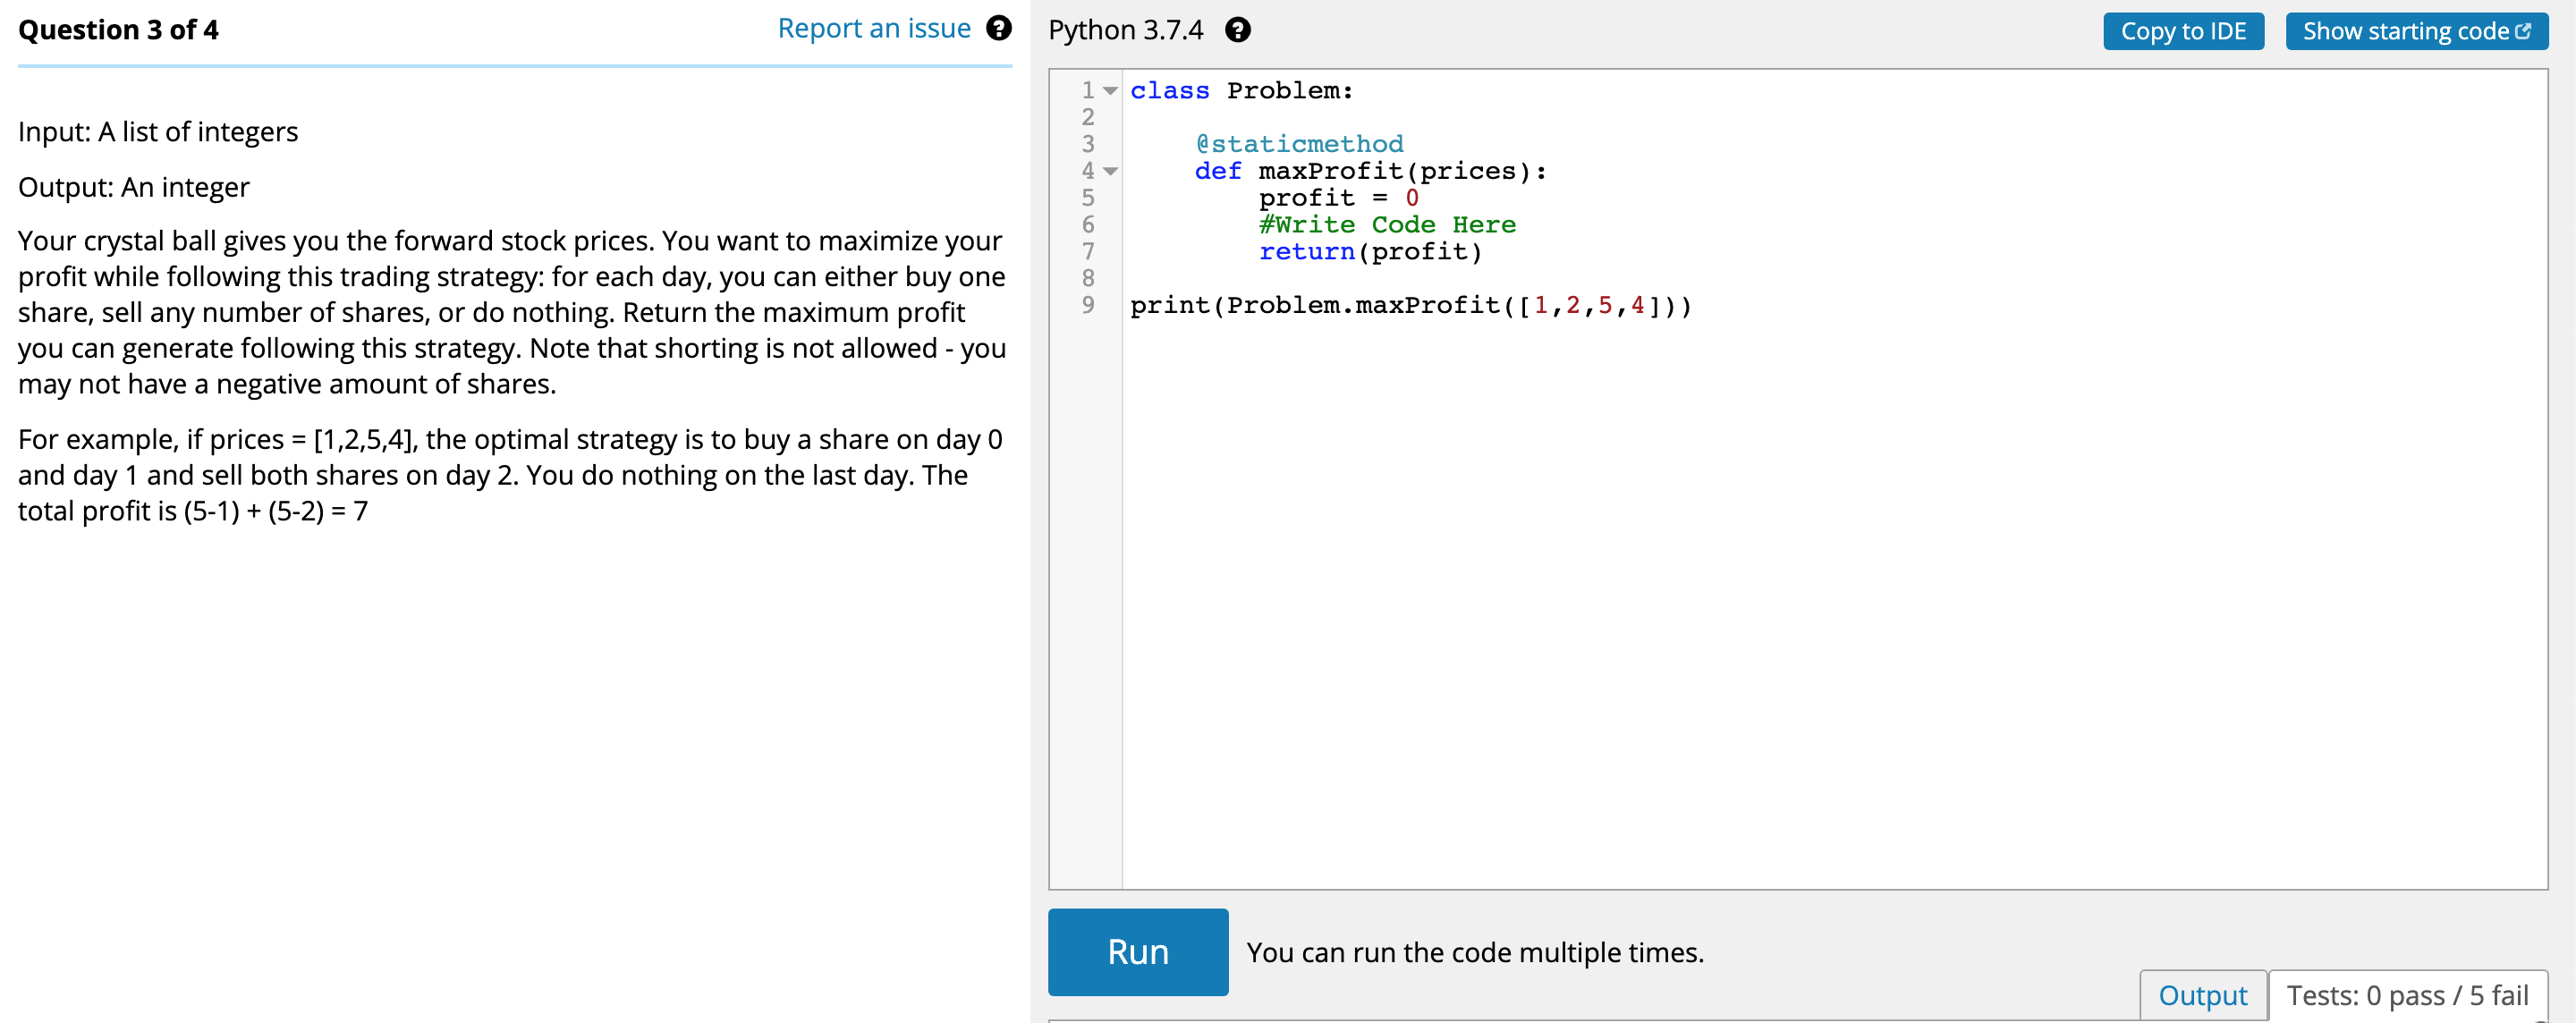 Question 3 of 4
Report an issue ?
Input: A list of integers
Output: An integer
Your crystal ball gives you the forward stock prices. You want to maximize your
profit while following this trading strategy: for each day, you can either buy one
share, sell any number of shares, or do nothing. Return the maximum profit
you can generate following this strategy. Note that shorting is not allowed - you
may not have a negative amount of shares.
For example, if prices = [1,2,5,4], the optimal strategy is to buy a share on day 0
and day 1 and sell both shares on day 2. You do nothing on the last day. The
total profit is (5-1) + (5-2) = 7
Python 3.7.4 ?
Copy to IDE
Show starting code
1 class Problem:
2
3     @staticmethod
4     def maxProfit(prices):
5         profit = 0
6         #Write Code Here
7         return(profit)
8
9 print(Problem.maxProfit([1,2,5,4]))
Run
You can run the code multiple times.
Output
Tests: 0 pass / 5 fail